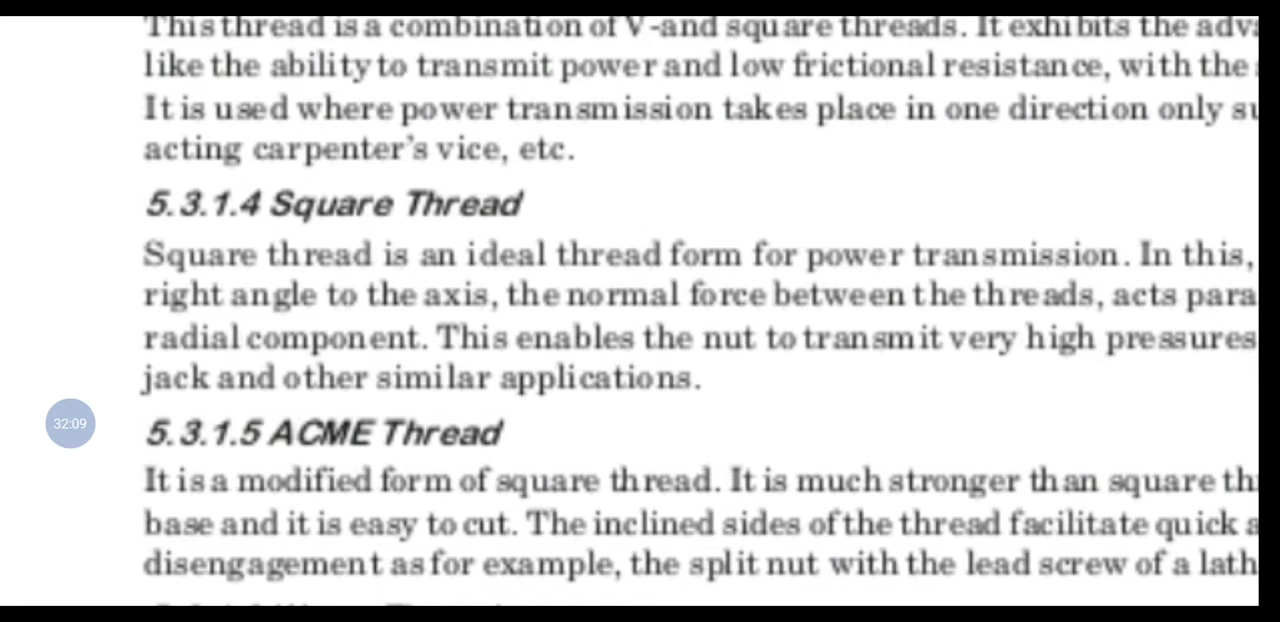 This thread is a combination of V-and square threads. It exhibits the
like the ability to transmit power and low frictional resistance, with the
It is used where power transmission takes place in one direction only
acting carpenter's vice, etc.
5.3.1.4 Square Thread
Square thread is an ideal thread form for power transmission. In this,
right angle to the axis, the normal force between the threads, acts para
radial component. This enables the nut to transmit very high pressures
jack and other similar applications.
32:09
5.3.1.5 ACME Thread
It is a modified form of square thread. It is much stronger than square
base and it is easy to cut. The inclined sides of the thread facilitate quick a
disengagement as for example, the split nut with the lead screw of a lath